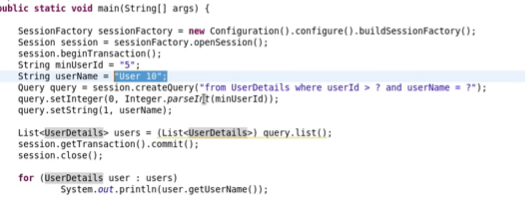 public static void main(String[] args) {
SessionFactory sessionFactory = new Configuration().configure().buildSessionFactory();
Session session = sessionFactory.openSession();
session.beginTransaction();
String minUserId = "5";
String userName = "User 10";
Query query = session.createQuery("from UserDetails where userId > ? and userName = ?");
query.setInteger(0, Integer.parseInt(minUserId));
query.setString(1, userName);
List<UserDetails> users = (List<UserDetails>) query.list();
session.getTransaction().commit();
session.close();
for (UserDetails user : users)
System.out.println(user.getUserName());